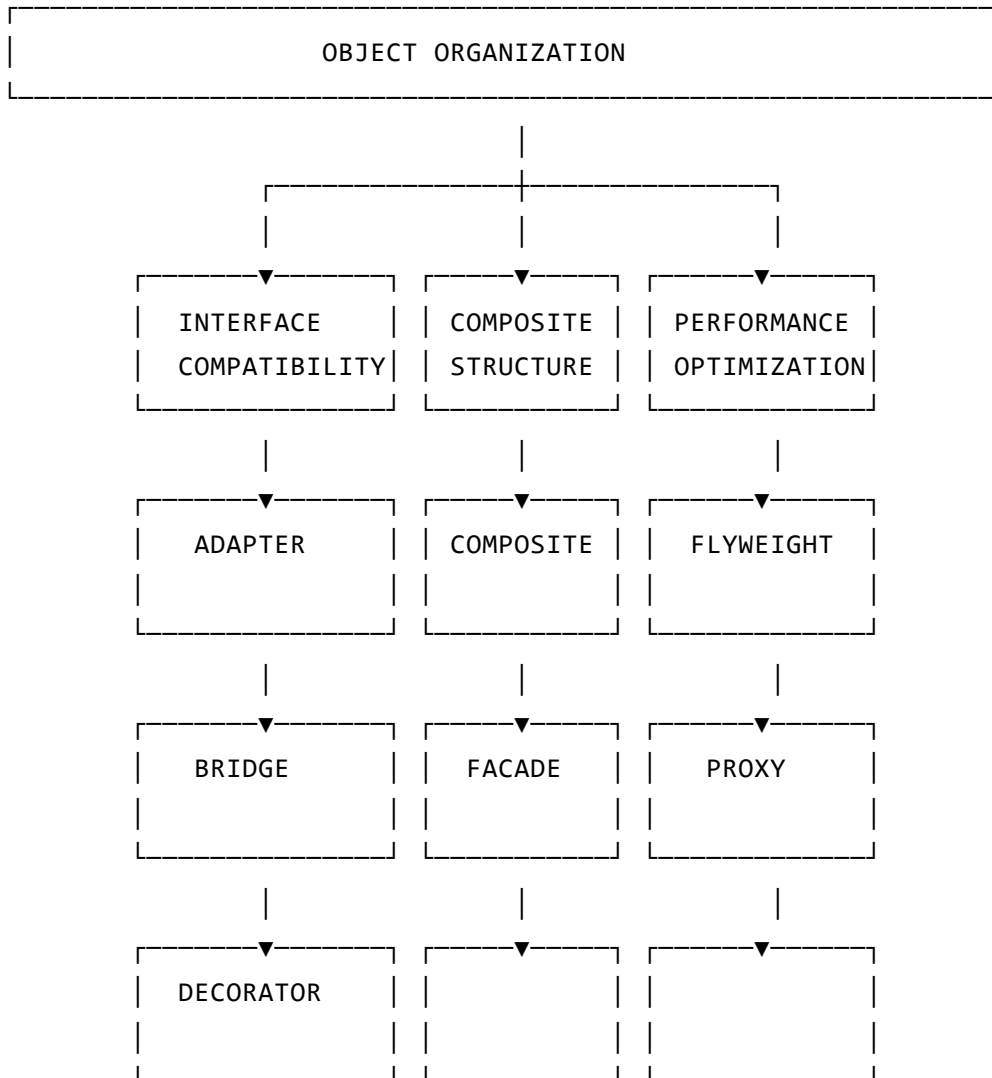 OBJECT ORGANIZATION
INTERFACE COMPOSITE PERFORMANCE
COMPATIBILITY STRUCTURE OPTIMIZATION
ADAPTER COMPOSITE FLYWEIGHT
BRIDGE FACADE PROXY
DECORATOR